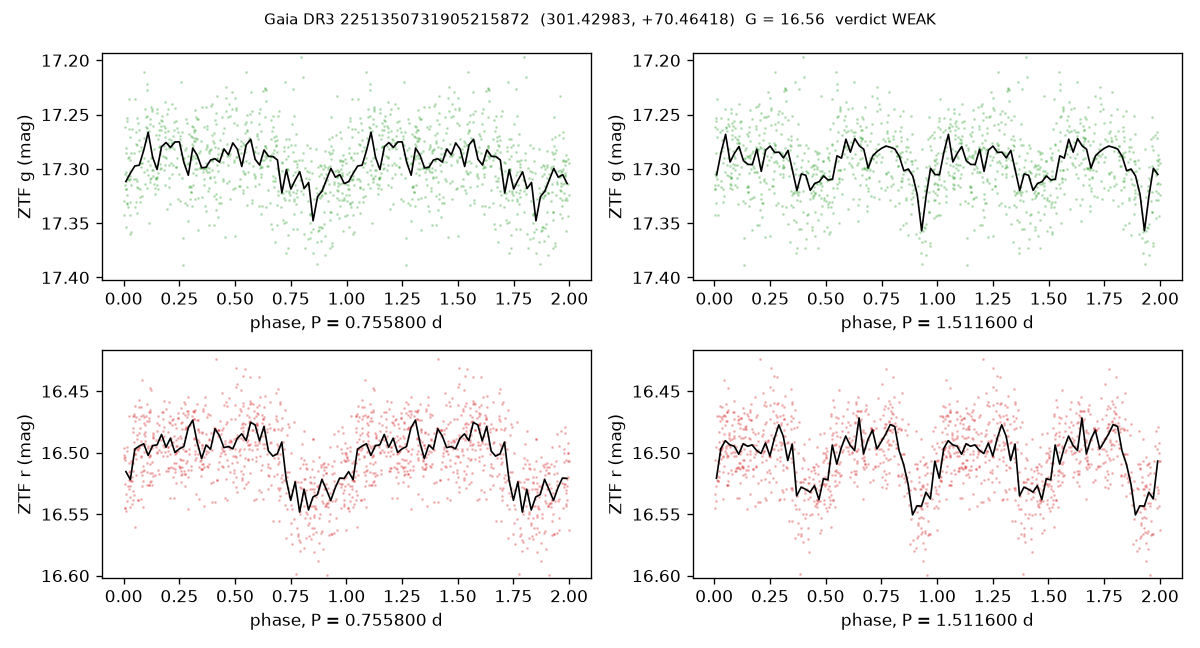 Gaia DR3 2251350731905215872  (301.42983, +70.46418)  G = 16.56  verdict WEAK
ZTF g (mag)
17.20
17.25
17.30
17.35
17.40
0.00 0.25 0.50 0.75 1.00 1.25 1.50 1.75 2.00
phase, P = 0.755800 d
ZTF g (mag)
17.20
17.25
17.30
17.35
17.40
0.00 0.25 0.50 0.75 1.00 1.25 1.50 1.75 2.00
phase, P = 1.511600 d
ZTF r (mag)
16.45
16.50
16.55
16.60
0.00 0.25 0.50 0.75 1.00 1.25 1.50 1.75 2.00
phase, P = 0.755800 d
ZTF r (mag)
16.45
16.50
16.55
16.60
0.00 0.25 0.50 0.75 1.00 1.25 1.50 1.75 2.00
phase, P = 1.511600 d